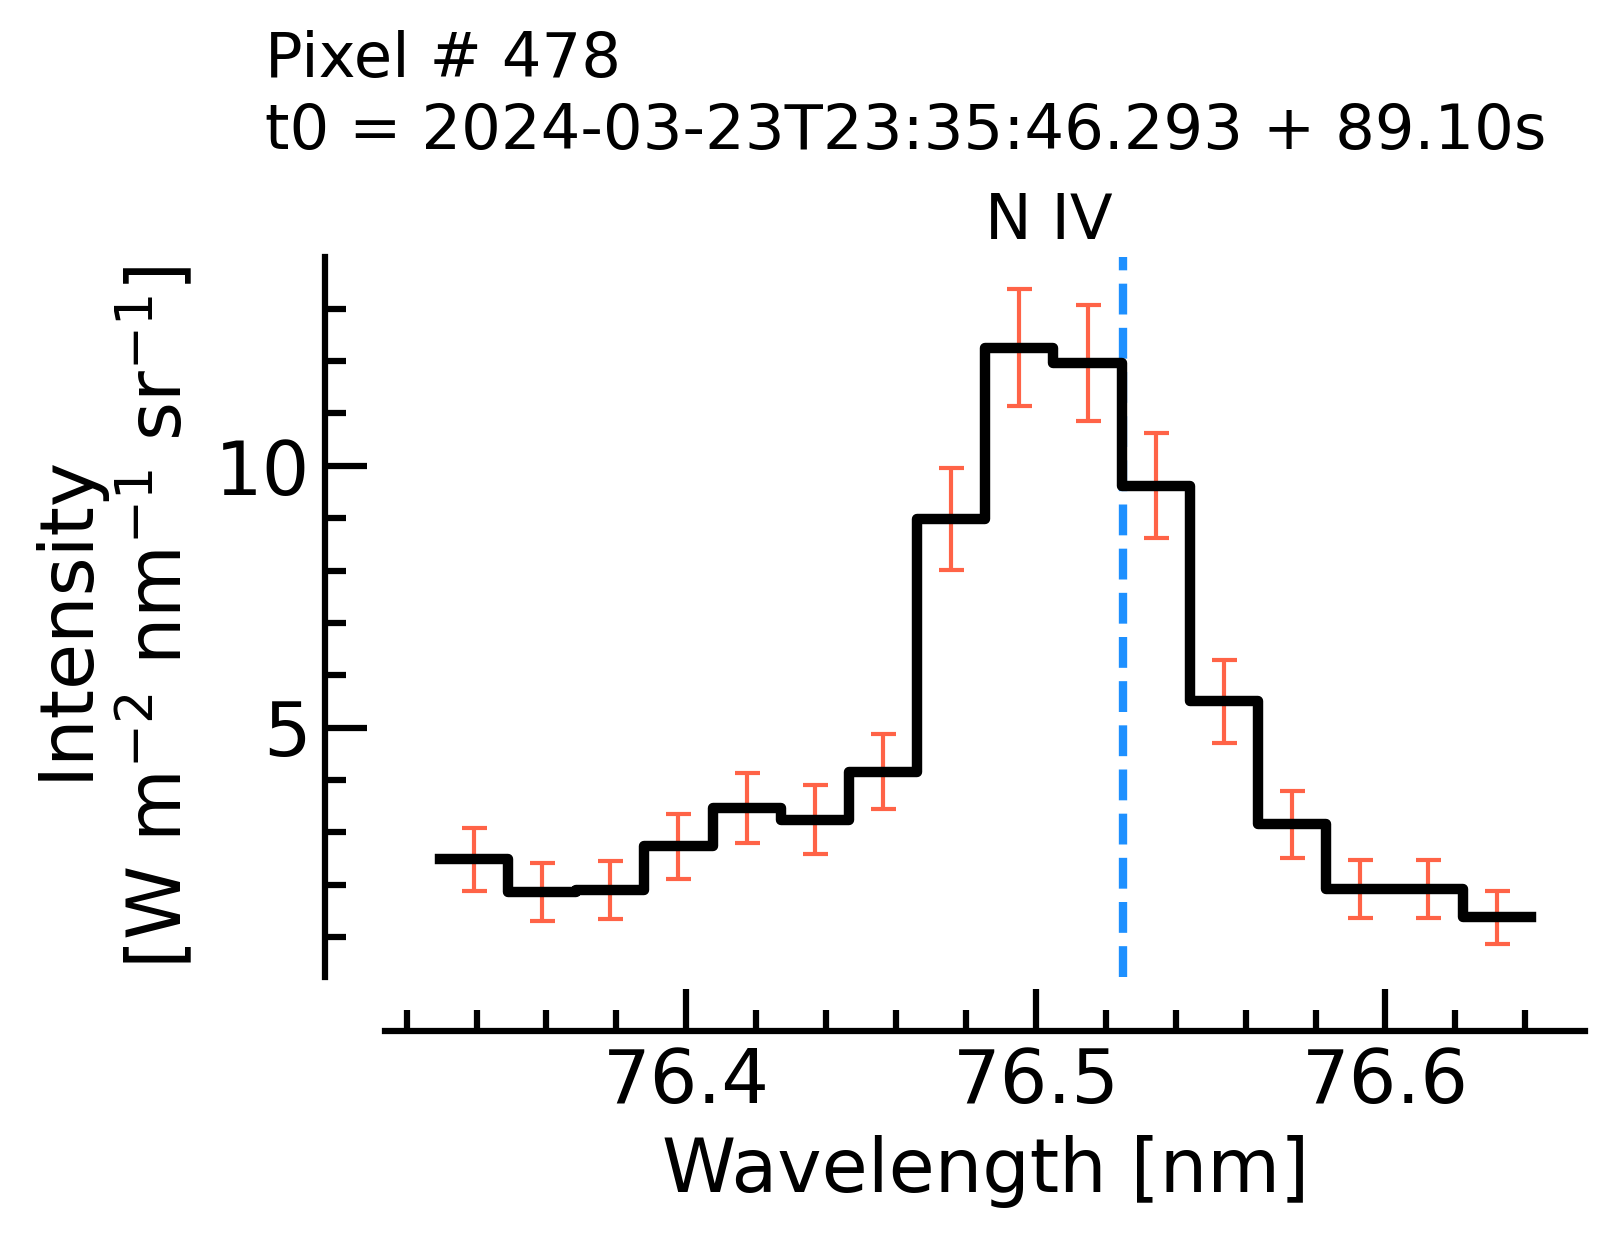 Pixel # 478
t0 = 2024-03-23T23:35:46.293 + 89.10s
N IV
Intensity
[W m⁻² nm⁻¹ sr⁻¹]
10
5
76.4 76.5 76.6
Wavelength [nm]